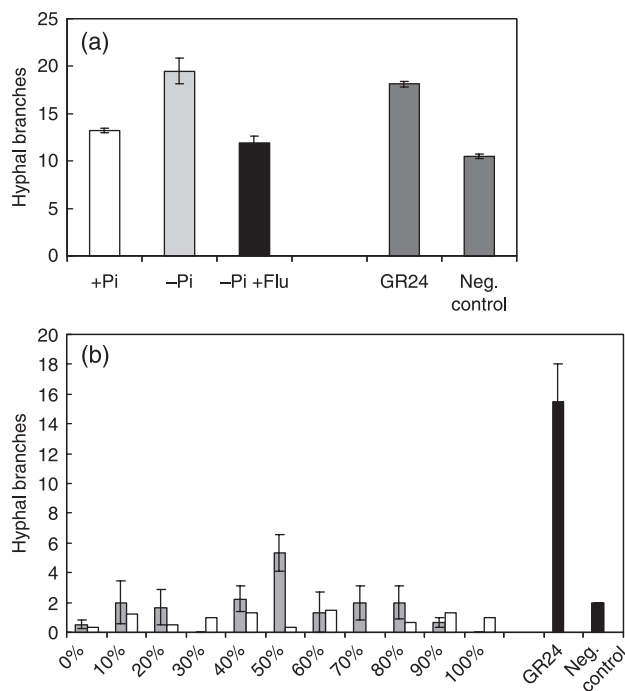 (a)
Hyphal branches
25
20
15
10
5
0
+Pi
–Pi
–Pi +Flu
GR24
Neg.
control
(b)
Hyphal branches
20
18
16
14
12
10
8
6
4
2
0
0%
10%
20%
30%
40%
50%
60%
70%
80%
90%
100%
GR24
Neg.
control